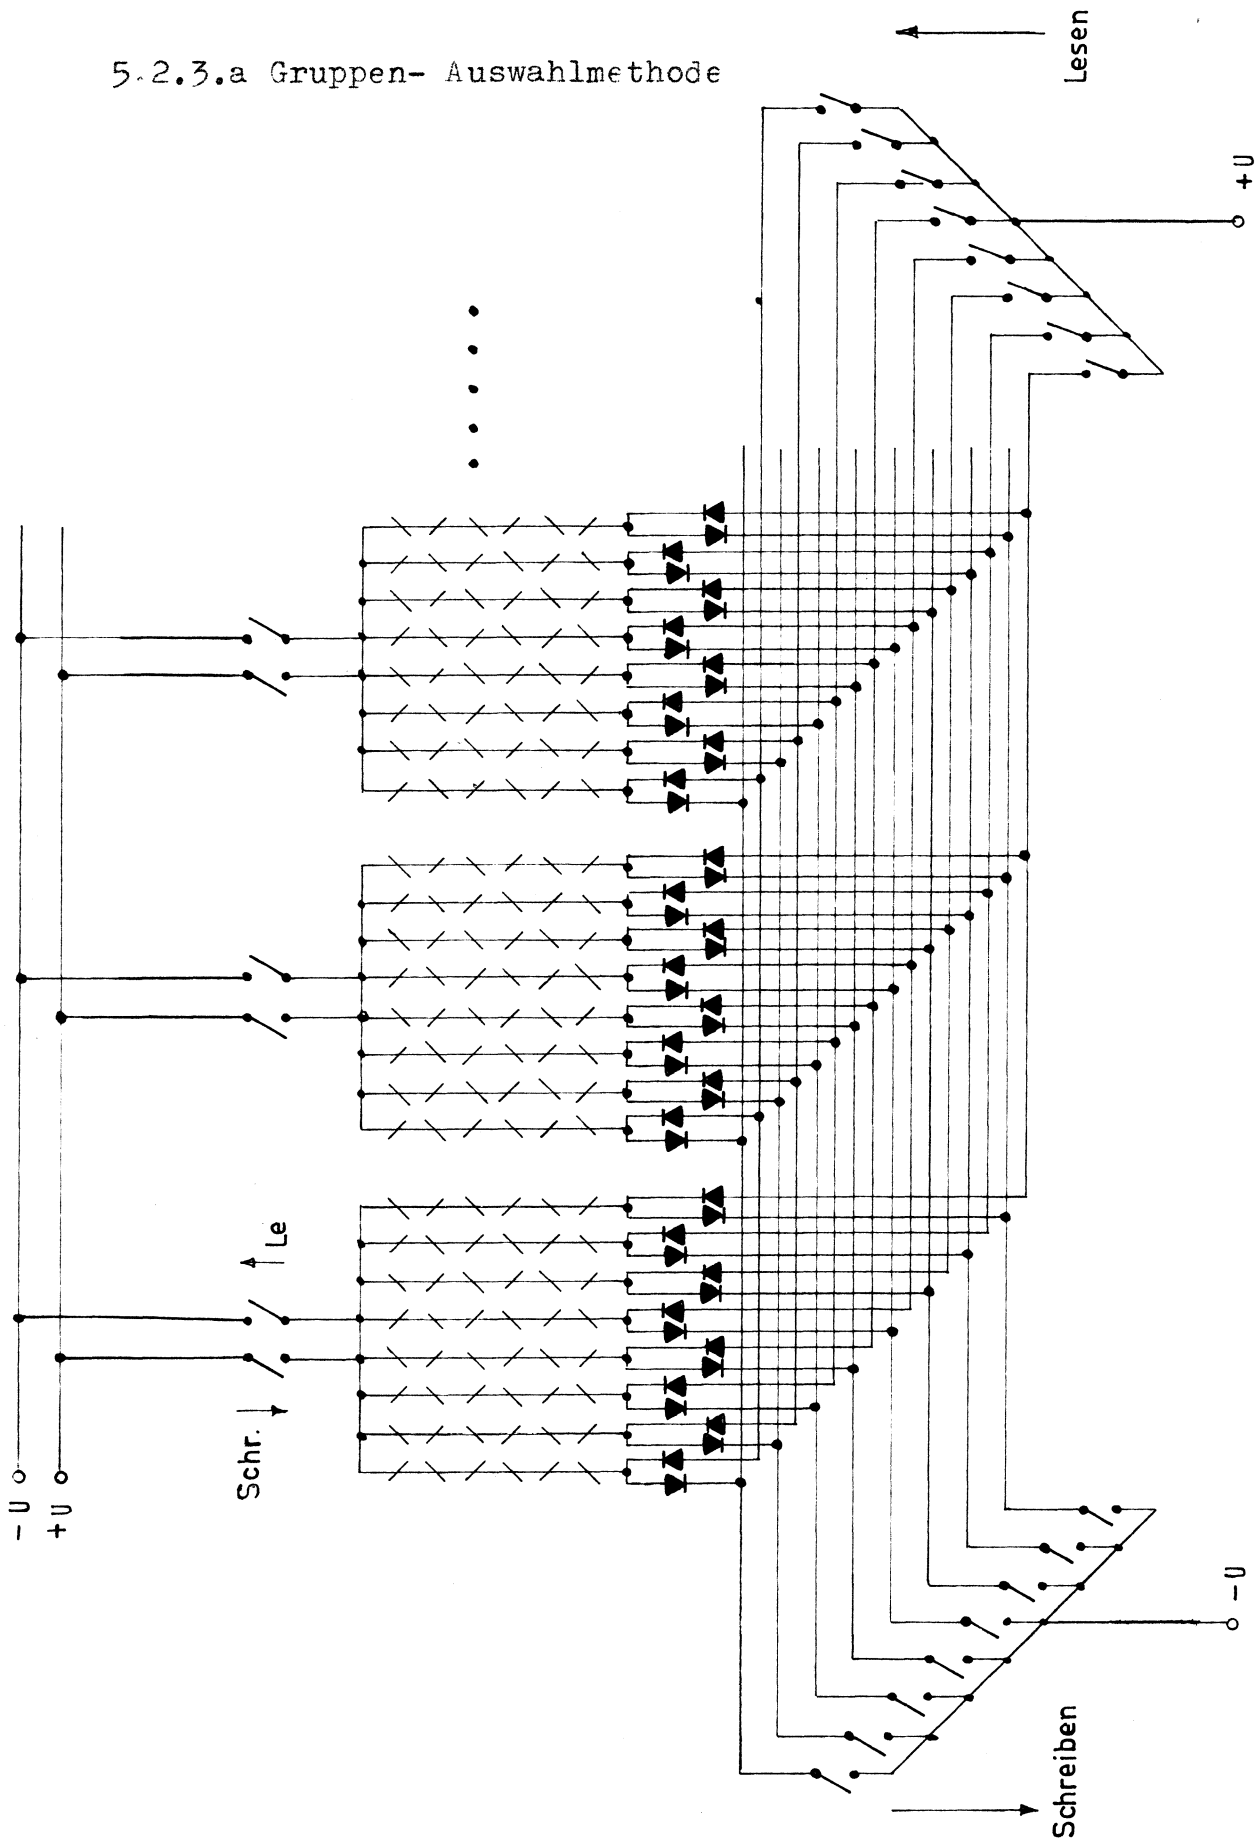 5.2.3.a Gruppen- Auswahlmethode
Lesen
+U
-U
+U
Schr.
Le
-U
Schreiben